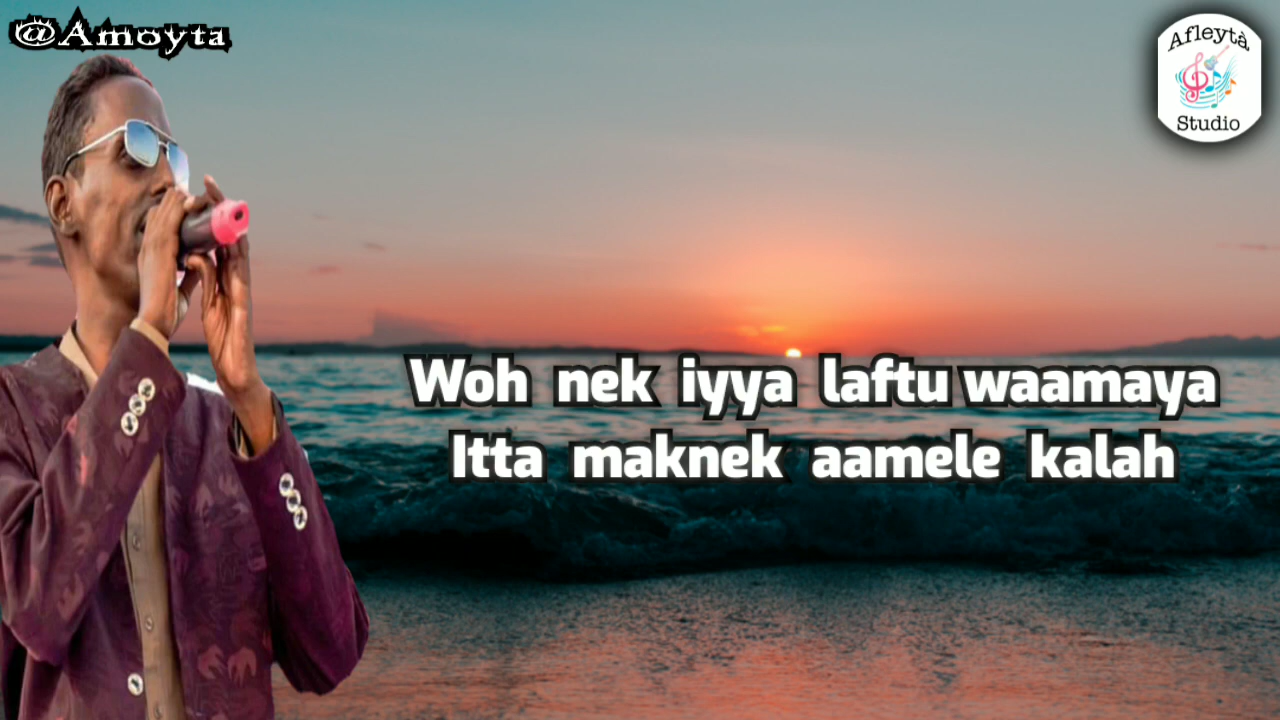 @Amoyta
Afleytà
Studio
Woh nek iyya laftu waamaya
Itta maknek aamele kalah